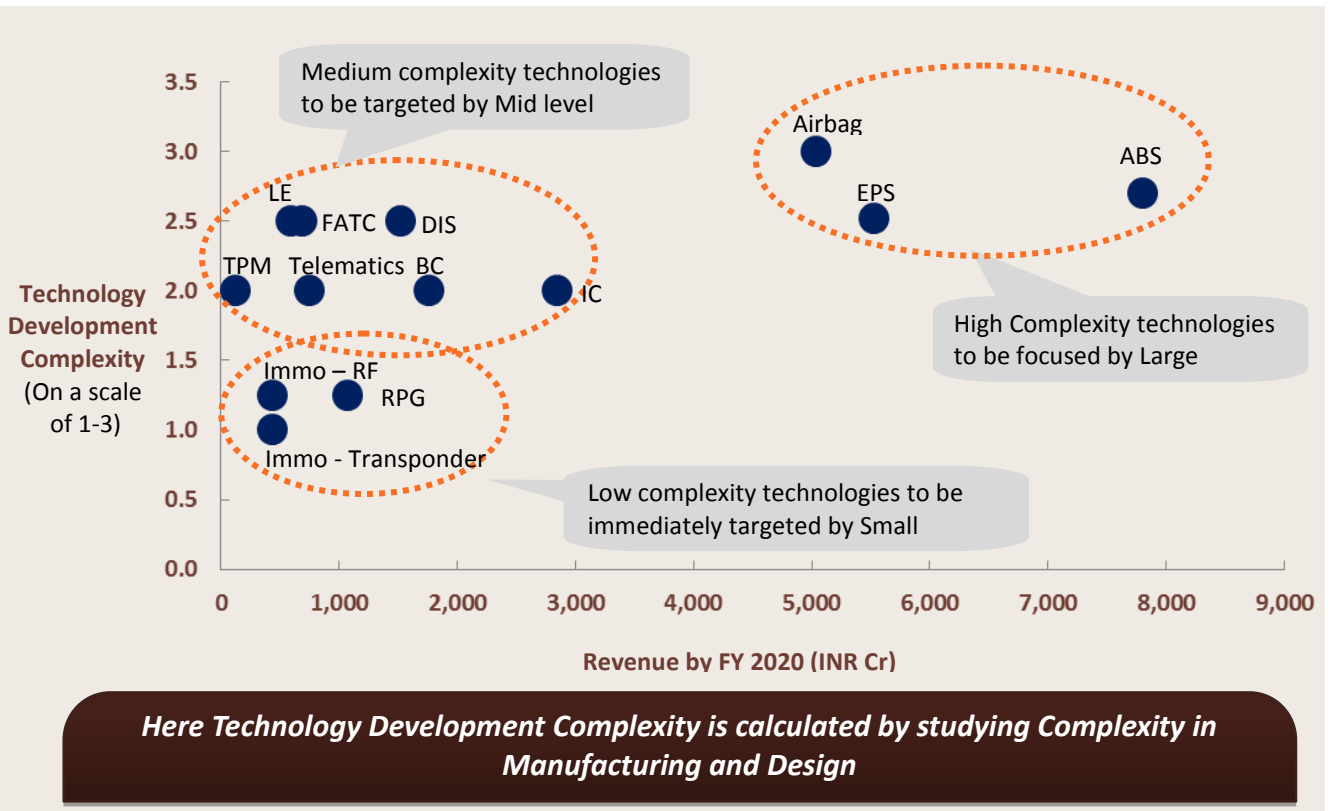 Medium complexity technologies
to be targeted by Mid level
3.5
3.0
2.5
2.0
1.5
1.0
0.5
0.0
Technology
Development
Complexity
(On a scale
of 1-3)
Airbag
ABS
EPS
LE
FATC
DIS
TPM
Telematics
BC
IC
High Complexity technologies
to be focused by Large
Immo – RF
RPG
Immo - Transponder
Low complexity technologies to be
immediately targeted by Small
0
1,000
2,000
3,000
4,000
5,000
6,000
7,000
8,000
9,000
Revenue by FY 2020 (INR Cr)
Here Technology Development Complexity is calculated by studying Complexity in
Manufacturing and Design